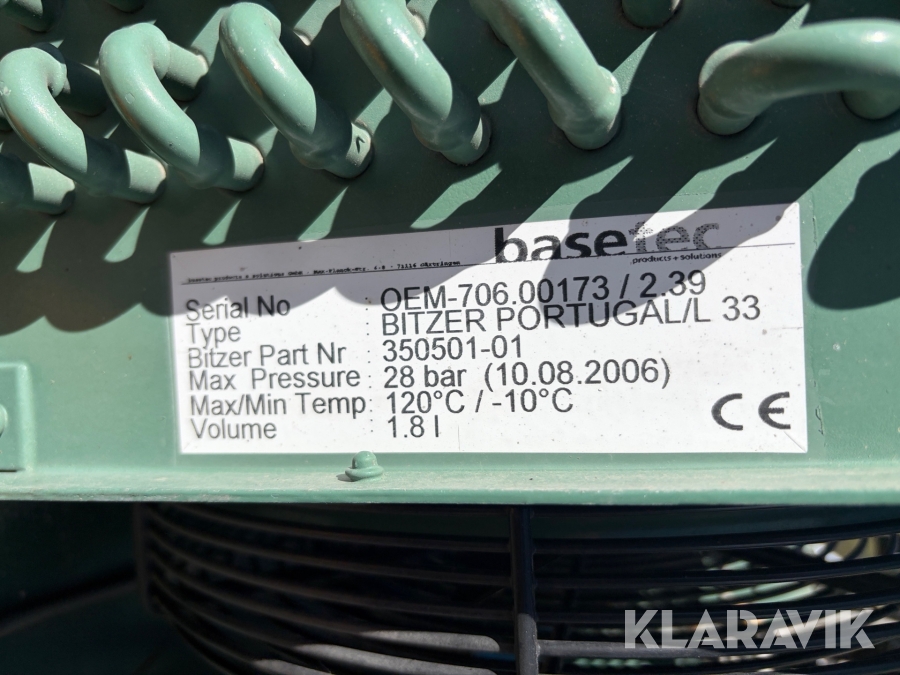 basetec
products + solutions
Serial No : OEM-706.00173 / 2.39
Type : BITZER PORTUGAL/L 33
Bitzer Part Nr : 350501-01
Max Pressure : 28 bar (10.08.2006)
Max/Min Temp : 120°C / -10°C
Volume : 1.8 l
CE
KLARAVIK